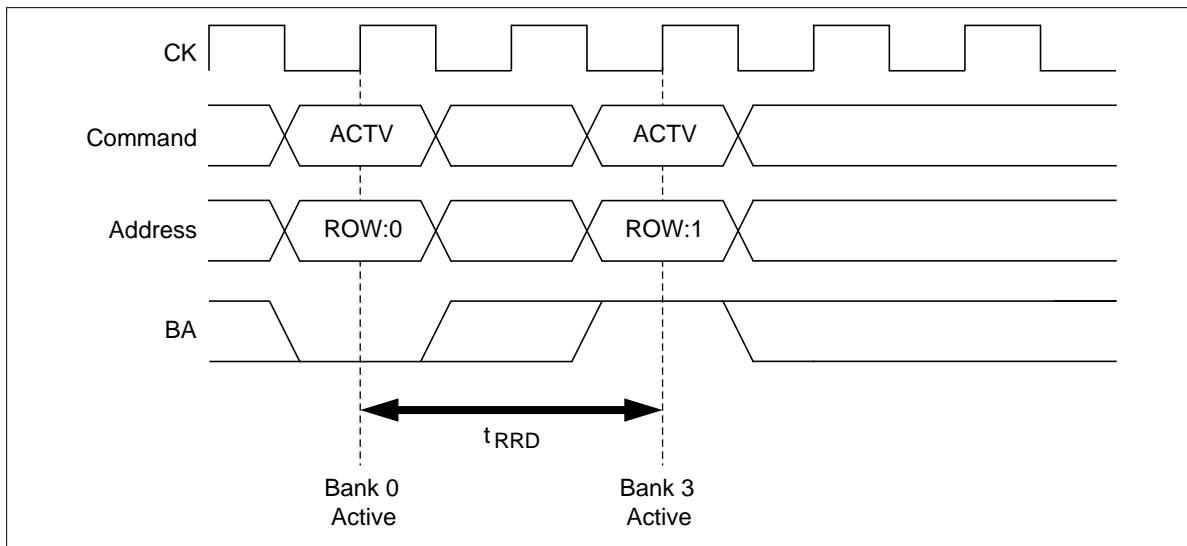 CK
Command
ACTV
ACTV
Address
ROW:0
ROW:1
BA
tRRD
Bank 0
Active
Bank 3
Active